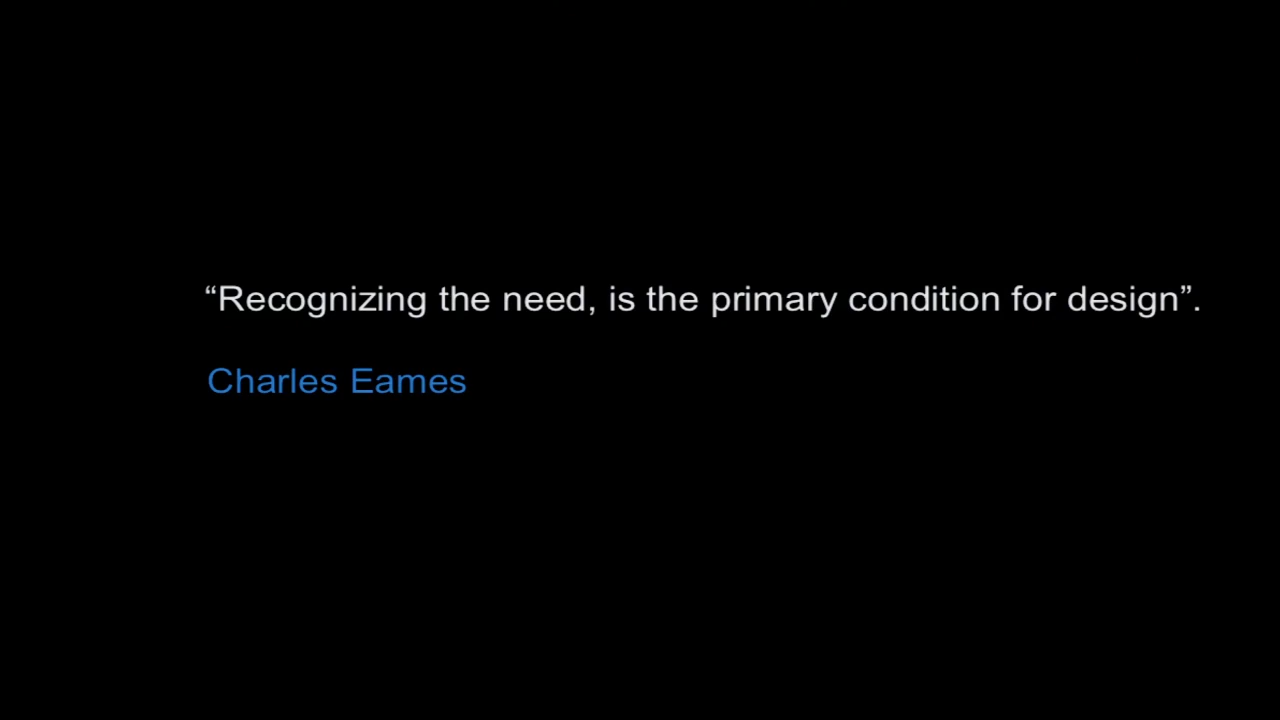 “Recognizing the need, is the primary condition for design”.
Charles Eames